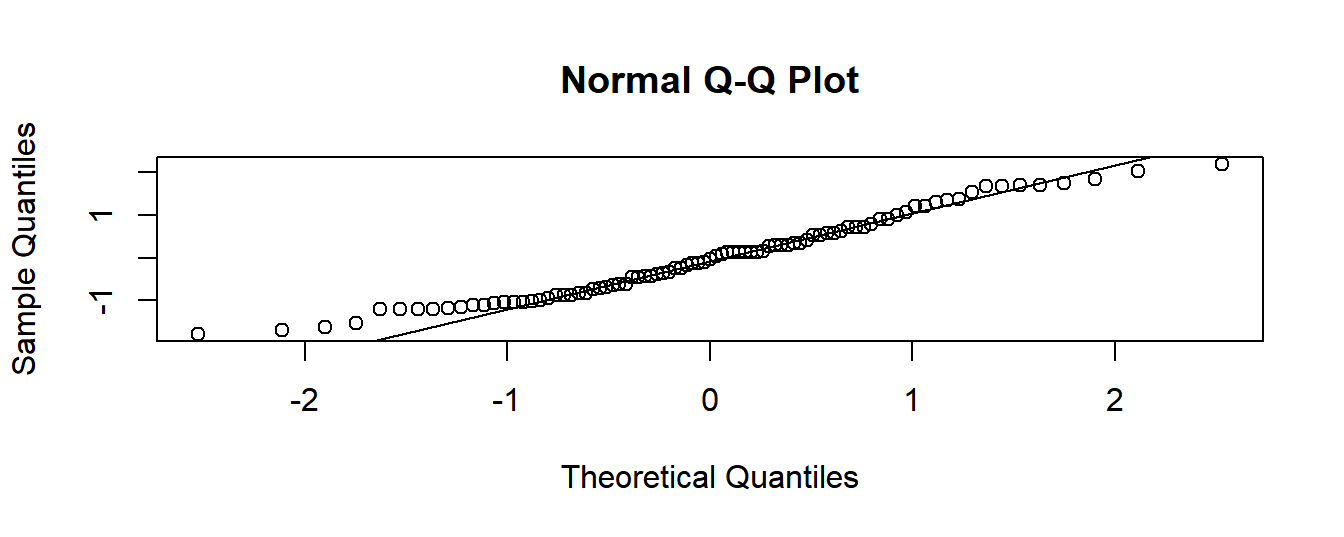 Normal Q-Q Plot
Sample Quantiles
1
-1
-2 -1 0 1 2
Theoretical Quantiles